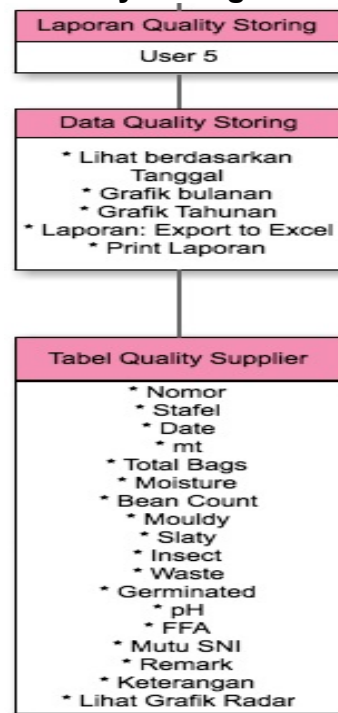 Laporan Quality Storing
User 5
Data Quality Storing
* Lihat berdasarkan
Tanggal
* Grafik bulanan
* Grafik Tahunan
* Laporan: Export to Excel
* Print Laporan
Tabel Quality Supplier
* Nomor
* Stafel
* Date
* mt
* Total Bags
* Moisture
* Bean Count
* Mouldy
* Slaty
* Insect
* Waste
* Germinated
* pH
* FFA
* Mutu SNI
* Remark
* Keterangan
* Lihat Grafik Radar